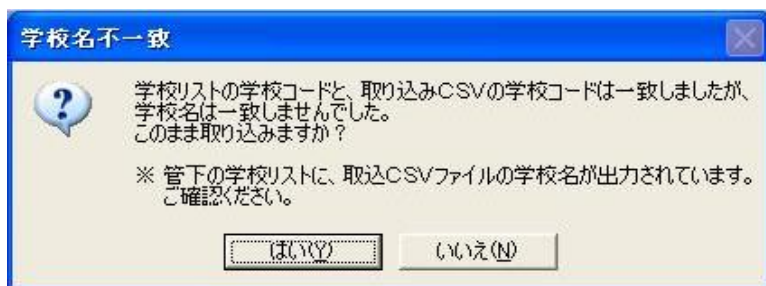 学校名不一致
学校リストの学校コードと、取り込みCSVの学校コードは一致しましたが、
学校名は一致しませんでした。
このまま取り込みますか？
※ 管下の学校リストに、取込CSVファイルの学校名が出力されています。
ご確認ください。
はい(Y)
いいえ(N)